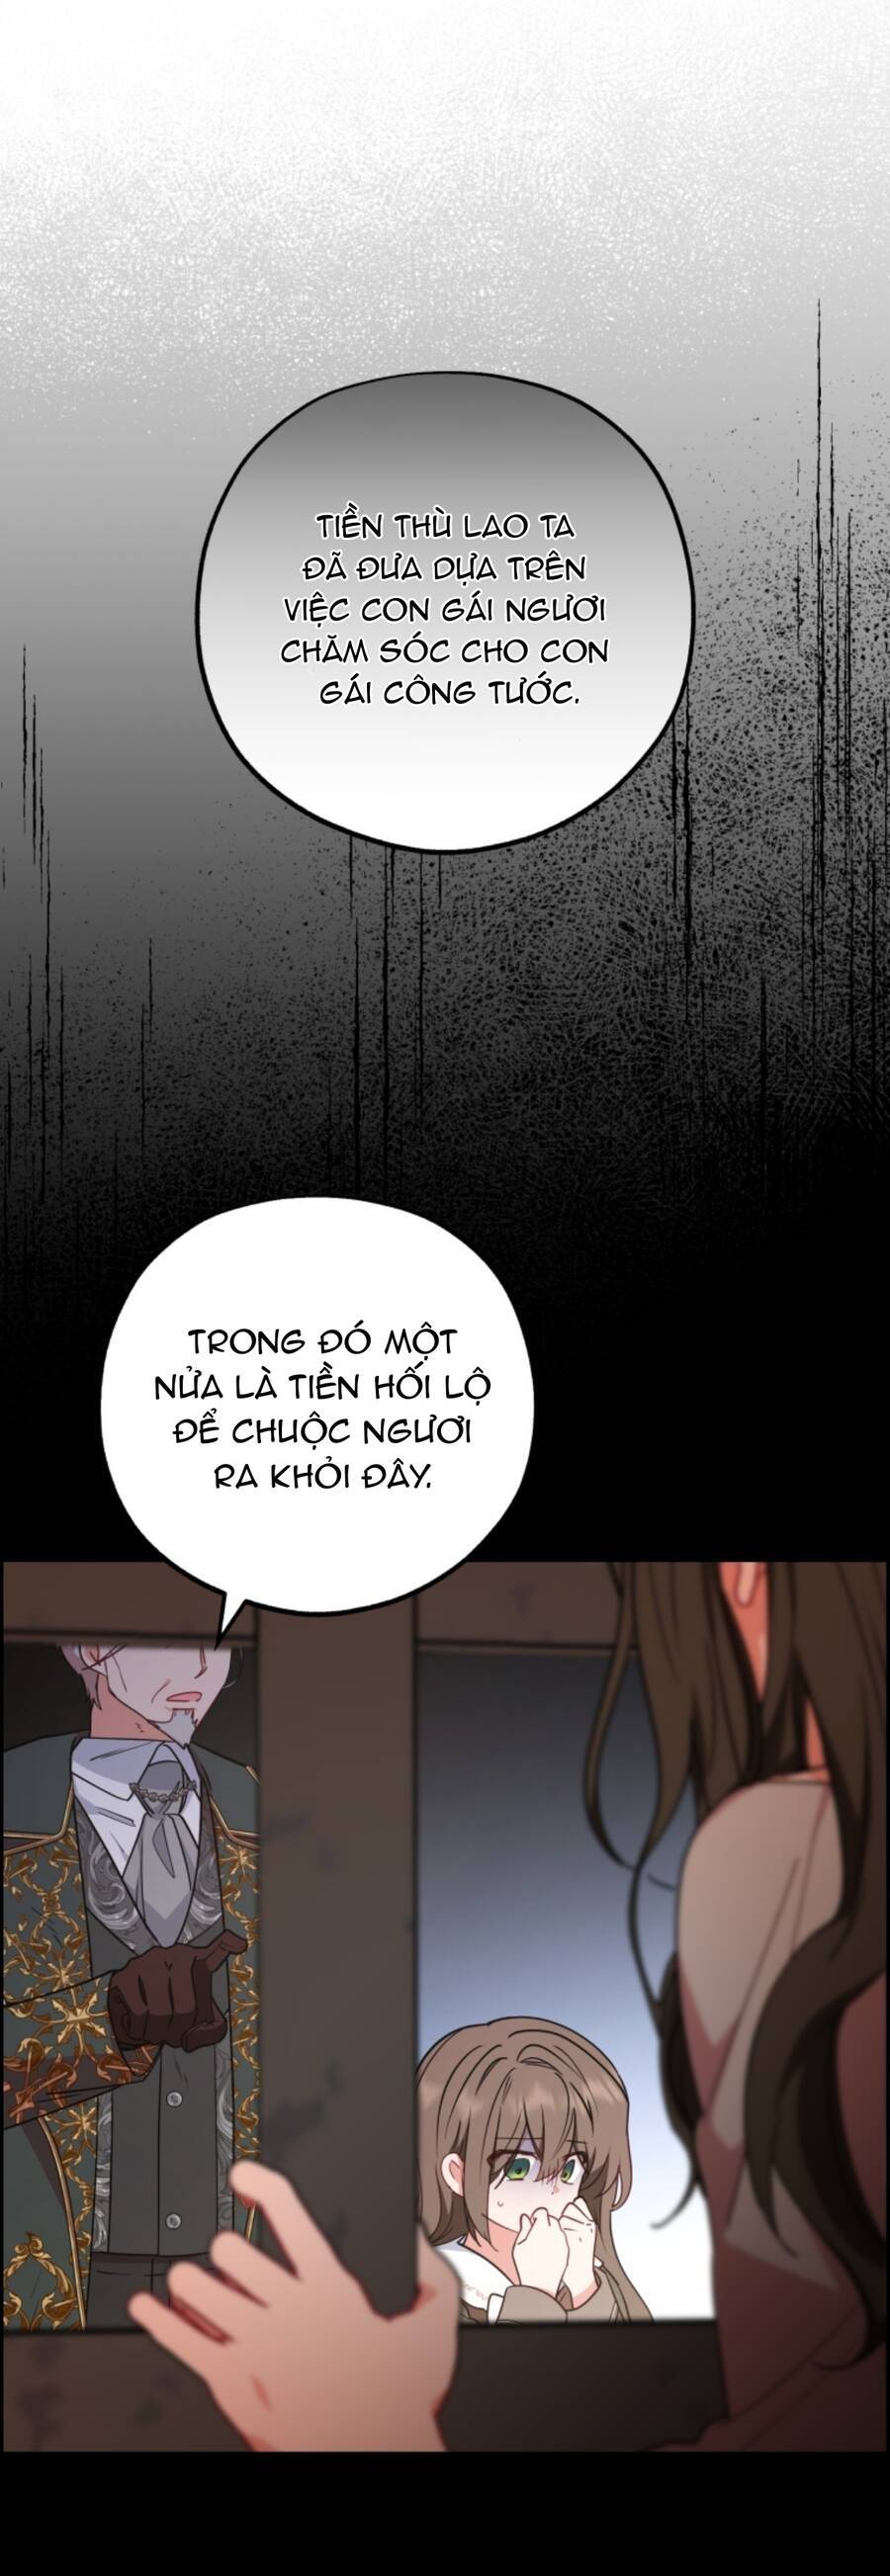 TIỀN THÙ LAO TA
ĐÃ ĐƯA DỰA TRÊN
VIỆC CON GÁI NGƯƠI
CHĂM SÓC CHO CON
GÁI CÔNG TƯỚC.
TRONG ĐÓ MỘT
NỬA LÀ TIỀN HỐI LỘ
ĐỂ CHUỘC NGƯƠI
RA KHỎI ĐÂY.